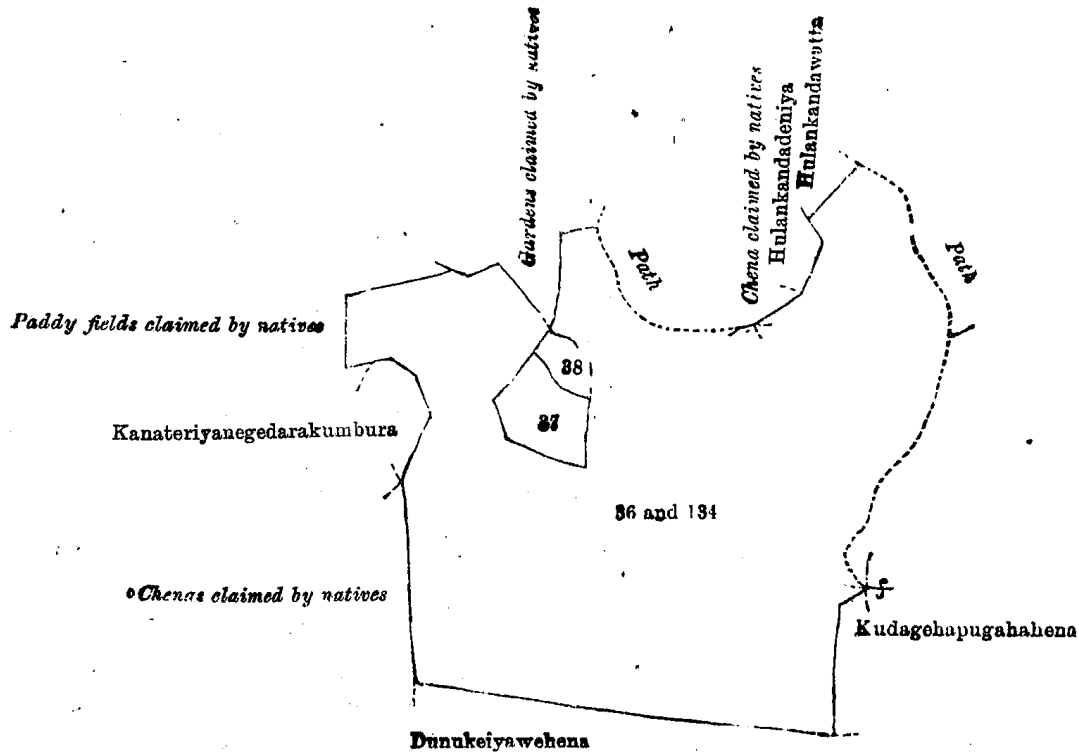 Gardens claimed by natives
Chena claimed by natives
Hulankandadeniya
Hulankandawatta
Path
Path
Paddy fields claimed by natives
38
37
Kanateriyanegedarakumbura
36 and 134
Chenas claimed by natives
Kudagehapugahahena
Dunukeiyawehena